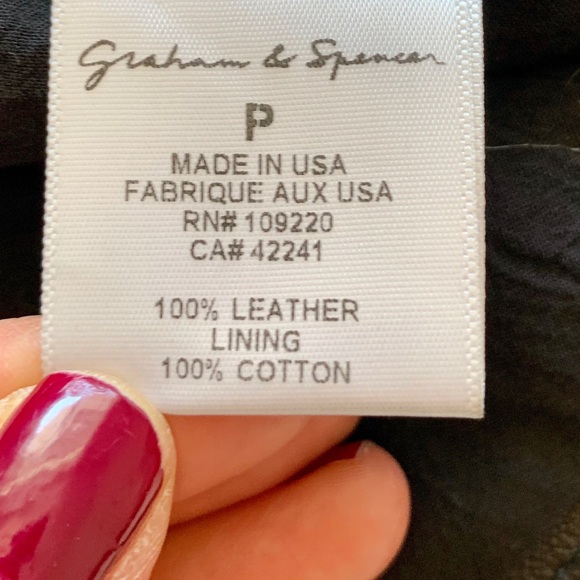 Graham & Spencer
P
MADE IN USA
FABRIQUE AUX USA
RN# 109220
CA# 42241
100% LEATHER
LINING
100% COTTON